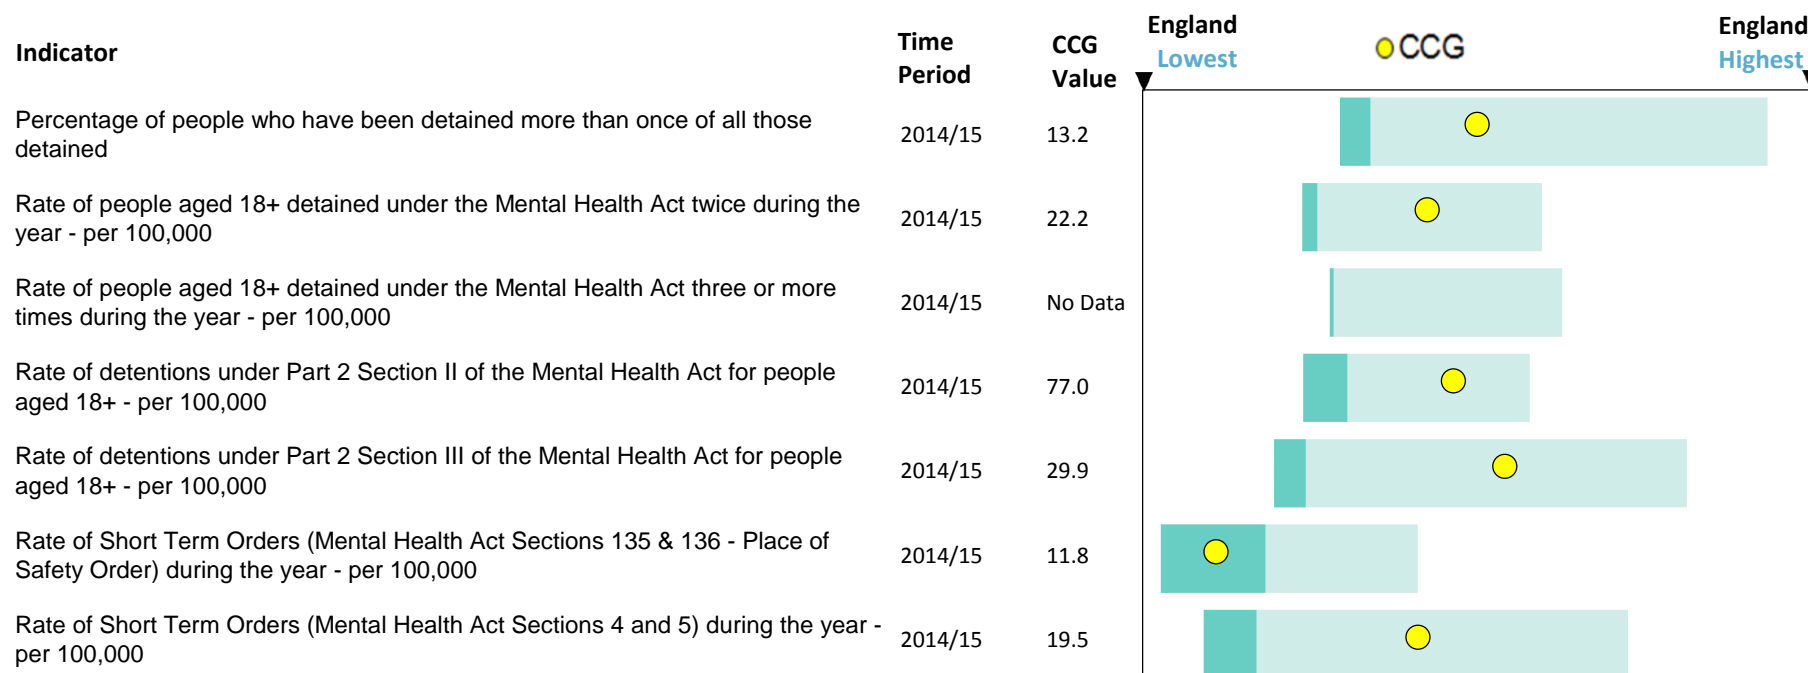 Indicator
Time
Period
CCG
Value
England
Lowest
CCG
England
Highest
Percentage of people who have been detained more than once of all those
detained
2014/15
13.2
Rate of people aged 18+ detained under the Mental Health Act twice during the
year - per 100,000
2014/15
22.2
Rate of people aged 18+ detained under the Mental Health Act three or more
times during the year - per 100,000
2014/15
No Data
Rate of detentions under Part 2 Section II of the Mental Health Act for people
aged 18+ - per 100,000
2014/15
77.0
Rate of detentions under Part 2 Section III of the Mental Health Act for people
aged 18+ - per 100,000
2014/15
29.9
Rate of Short Term Orders (Mental Health Act Sections 135 & 136 - Place of
Safety Order) during the year - per 100,000
2014/15
11.8
Rate of Short Term Orders (Mental Health Act Sections 4 and 5) during the year -
per 100,000
2014/15
19.5